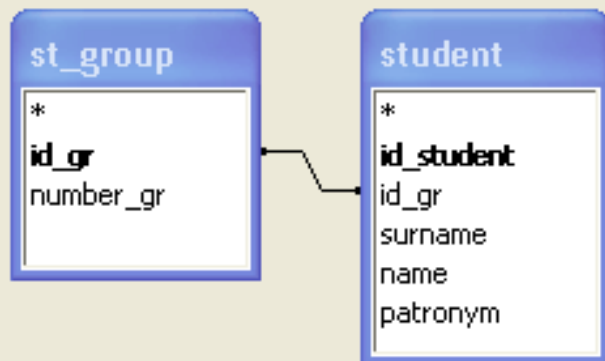 st_group
*
id_gr
number_gr
student
*
id_student
id_gr
surname
name
patronym